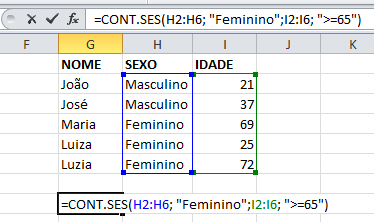 =CONT.SES(H2:H6; "Feminino";I2:I6; ">=65")
F G H I J K
NOME SEXO IDADE
João Masculino 21
José Masculino 37
Maria Feminino 69
Luiza Feminino 25
Luzia Feminino 72
=CONT.SES(H2:H6; "Feminino";I2:I6; ">=65")